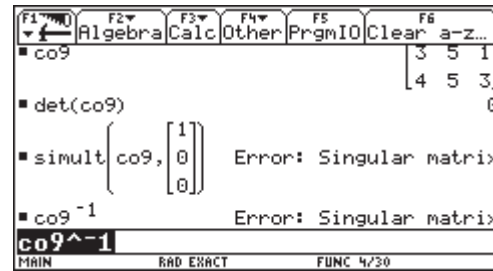 F1 F2 F3 F4 F5 F6
Algebra Calc Other PrgmIO Clear a-z…
▪ co9 [3 5 1
4 5 3
▪ det(co9) 0
▪ simult(co9, [1 0 0]) Error: Singular matrix
▪ co9⁻¹ Error: Singular matrix
co9^-1
MAIN RAD EXACT FUNC 4/30